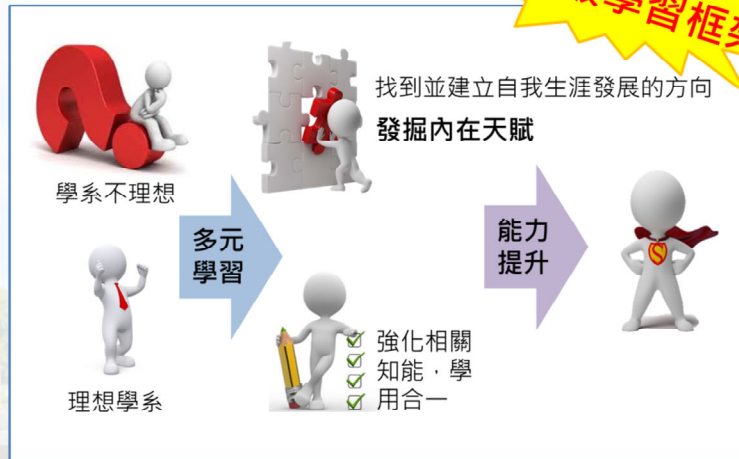 學習框
找到並建立自我生涯發展的方向
發掘內在天賦
學系不理想
多元
學習
能力
提升
S
強化相關
知能，學
用合一
理想學系